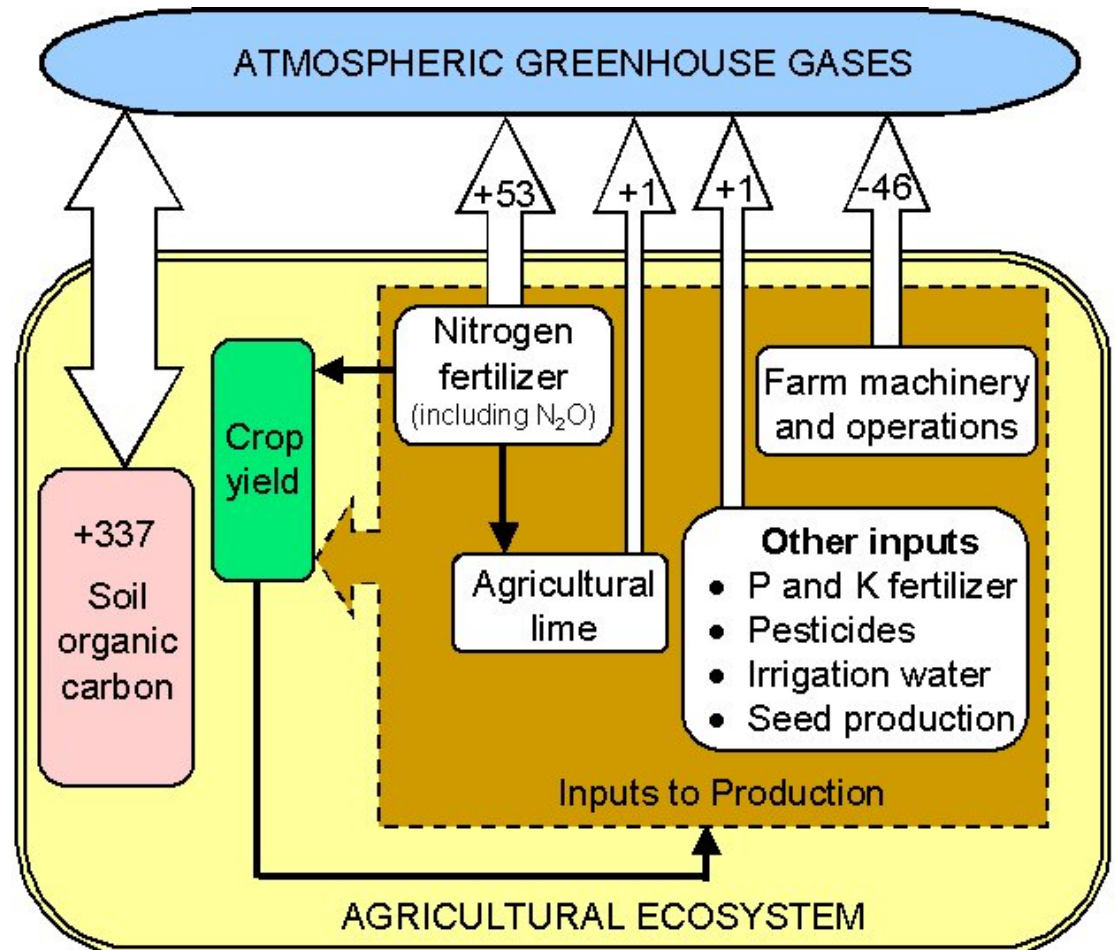 ATMOSPHERIC GREENHOUSE GASES
+53
+1
+1
-46
Nitrogen
fertilizer
(including N₂O)
Farm machinery
and operations
Crop
yield
+337
Soil
organic
carbon
Agricultural
lime
Other inputs
• P and K fertilizer
• Pesticides
• Irrigation water
• Seed production
Inputs to Production
AGRICULTURAL ECOSYSTEM